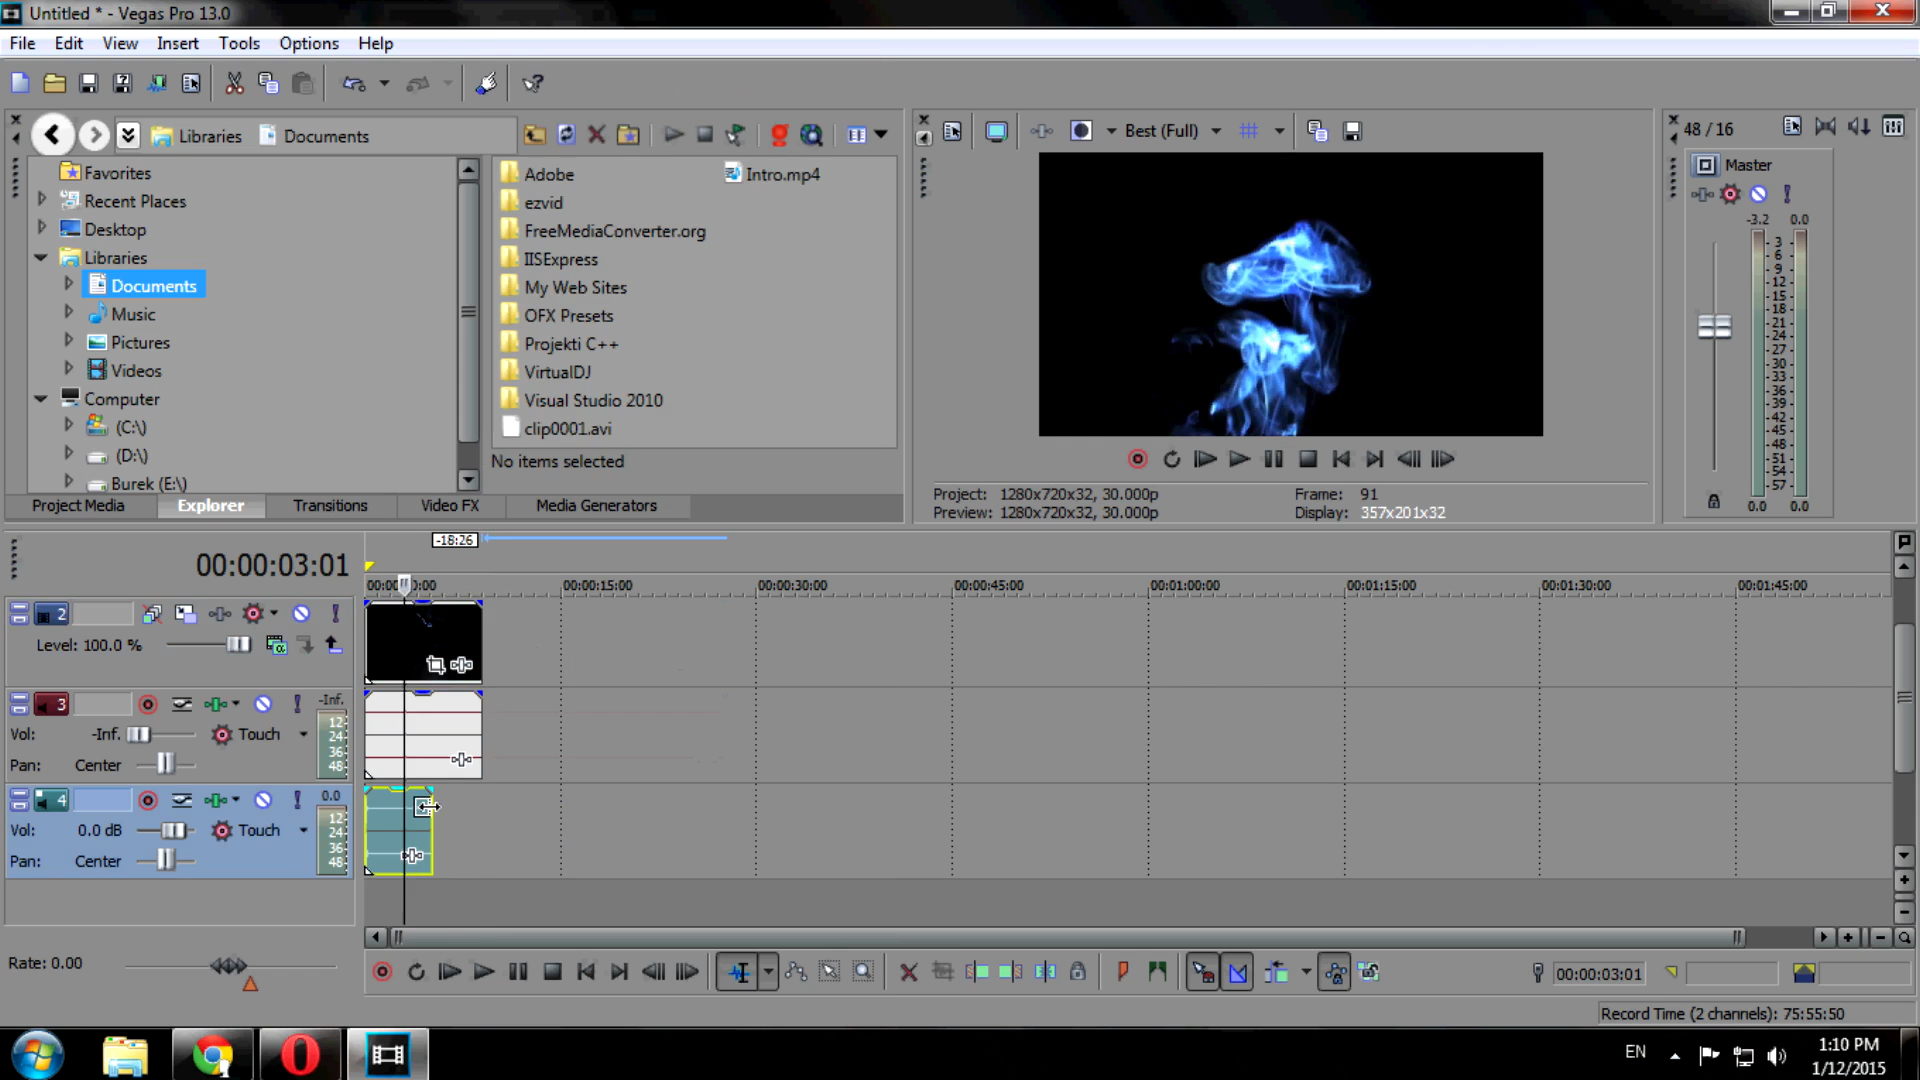 Untitled * - Vegas Pro 13.0
File Edit View Insert Tools Options Help
Libraries Documents
Favorites
Recent Places
Desktop
Libraries
Documents
Music
Pictures
Videos
Computer
(C:\)
(D:\)
Burek (E:\)
Adobe
ezvid
FreeMediaConverter.org
IISExpress
My Web Sites
OFX Presets
Projekti C++
VirtualDJ
Visual Studio 2010
clip0001.avi
Intro.mp4
No items selected
Project Media Explorer Transitions Video FX Media Generators
Best (Full)
Project: 1280x720x32, 30.000p Frame: 91
Preview: 1280x720x32, 30.000p Display: 357x201x32
48 / 16
Master
-3.2 0.0
3
6
9
12
15
18
21
24
27
30
33
36
39
42
45
48
51
54
57
0.0 0.0
-18:26
00:00:03:01
00:00:15:00 00:00:30:00 00:00:45:00 00:01:00:00 00:01:15:00 00:01:30:00 00:01:45:00
2
Level: 100.0 %
3 -Inf.
Vol: -Inf. Touch
Pan: Center
12
24
36
48
4 0.0
Vol: 0.0 dB Touch
Pan: Center
12
24
36
48
Rate: 0.00
00:00:03:01
Record Time (2 channels): 75:55:50
EN
1:10 PM
1/12/2015